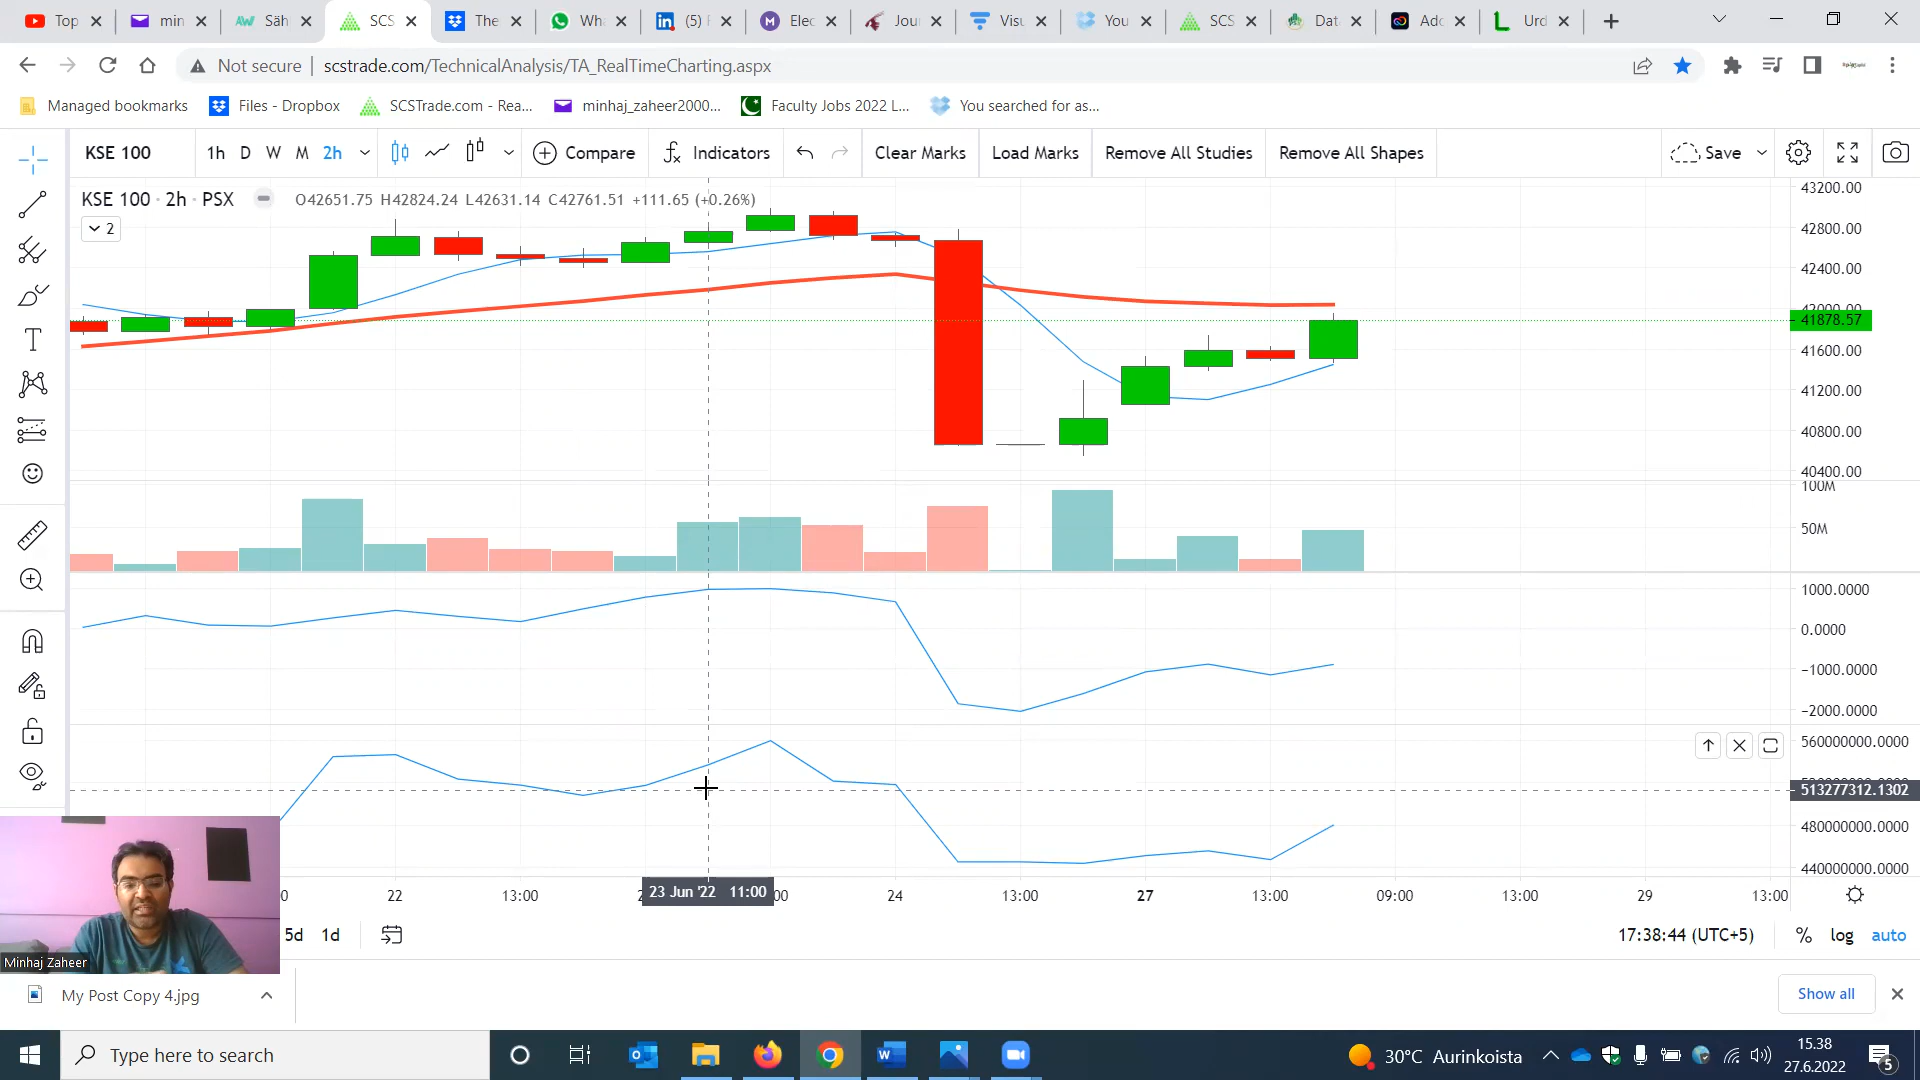 Top
min
Säh
SCS
The
Wha
(5) F
Elec
Jour
Visu
You
SCS
Data
Ado
Urd
Not secure
scstrade.com/TechnicalAnalysis/TA_RealTimeCharting.aspx
Managed bookmarks
Files - Dropbox
SCSTrade.com - Rea...
minhaj_zaheer2000...
Faculty Jobs 2022 L...
You searched for as...
KSE 100
1h D W M 2h
Compare
Indicators
Clear Marks
Load Marks
Remove All Studies
Remove All Shapes
Save
KSE 100 · 2h · PSX
O42651.75 H42824.24 L42631.14 C42761.51 +111.65 (+0.26%)
2
43200.00
42800.00
42400.00
42000.00
41878.57
41600.00
41200.00
40800.00
40400.00
100M
50M
1000.0000
0.0000
−1000.0000
−2000.0000
560000000.0000
513277312.1302
480000000.0000
440000000.0000
22
13:00
23 Jun '22 11:00
24
13:00
27
13:00
09:00
13:00
29
13:00
5d 1d
17:38:44 (UTC+5)
% log auto
Minhaj Zaheer
My Post Copy 4.jpg
Show all
Type here to search
30°C Aurinkoista
15.38
27.6.2022
5